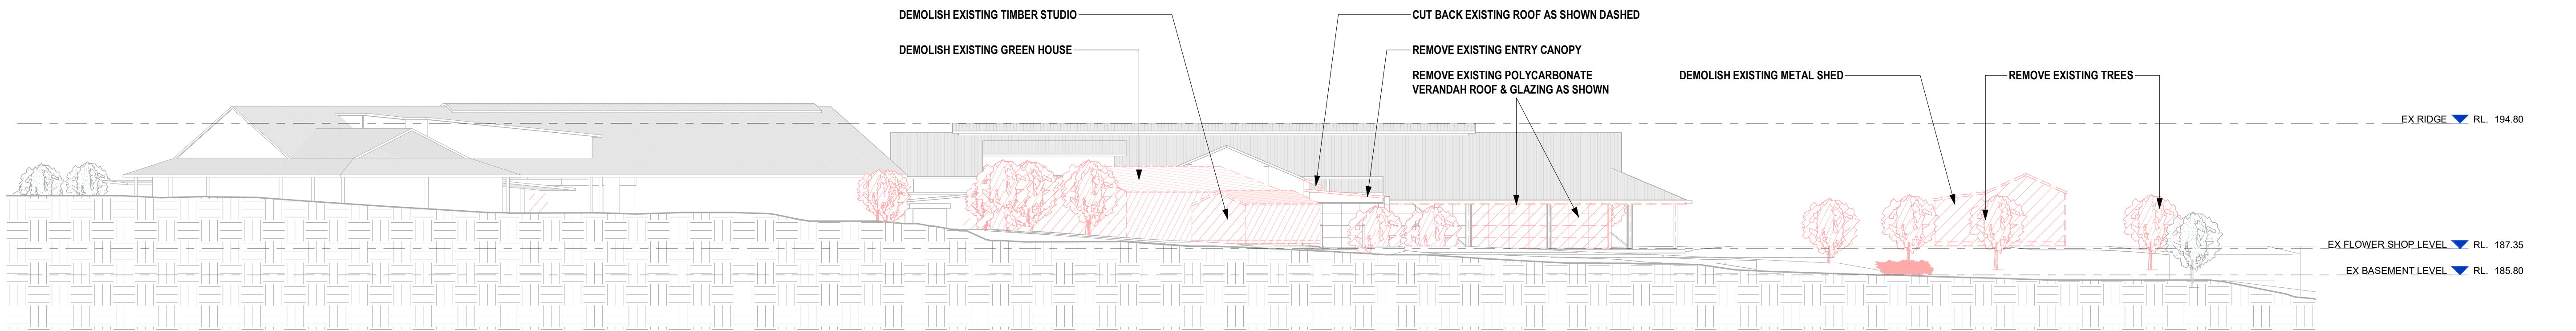 DEMOLISH EXISTING TIMBER STUDIO
CUT BACK EXISTING ROOF AS SHOWN DASHED
DEMOLISH EXISTING GREEN HOUSE
REMOVE EXISTING ENTRY CANOPY
REMOVE EXISTING POLYCARBONATE
VERANDAH ROOF & GLAZING AS SHOWN
DEMOLISH EXISTING METAL SHED
REMOVE EXISTING TREES
EX RIDGE RL. 194.80
EX FLOWER SHOP LEVEL RL. 187.35
EX BASEMENT LEVEL RL. 185.80